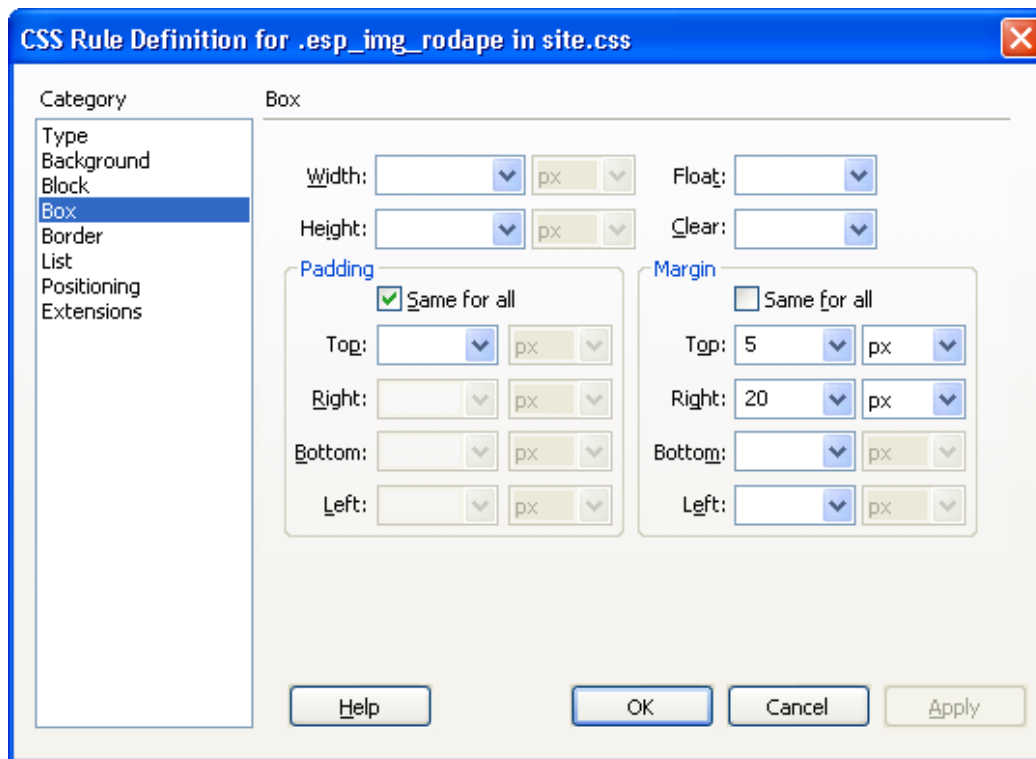 CSS Rule Definition for .esp_img_rodape in site.css
Category
Type
Background
Block
Box
Border
List
Positioning
Extensions
Box
Width: px Float:
Height: px Clear:
Padding
Same for all
Top: px
Right: px
Bottom: px
Left: px
Margin
Same for all
Top: 5 px
Right: 20 px
Bottom: px
Left: px
Help OK Cancel Apply